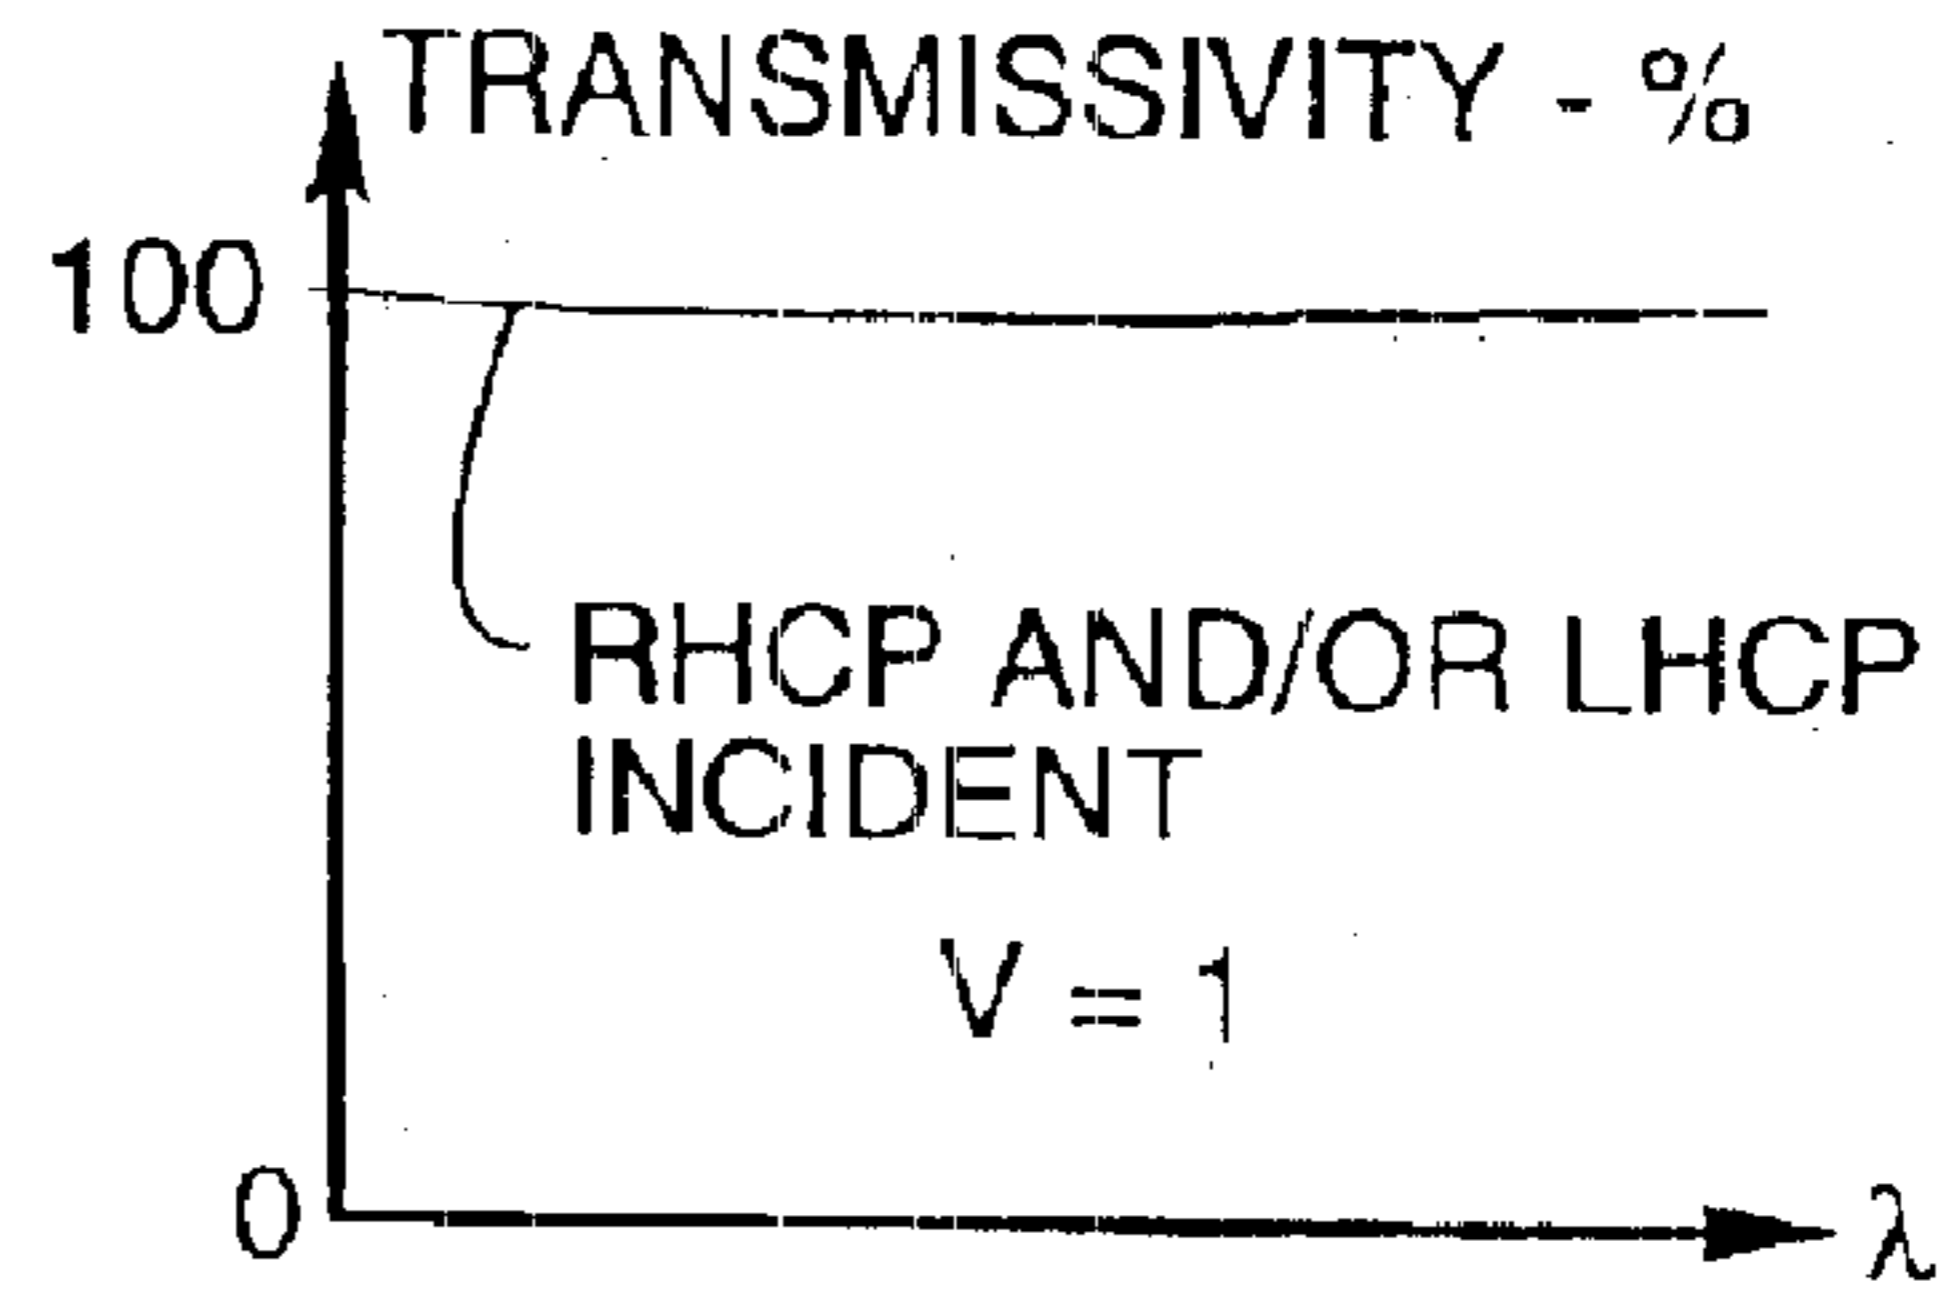 TRANSMISSIVITY - %
100
RHCP AND/OR LHCP
INCIDENT
V = 1
0
λ